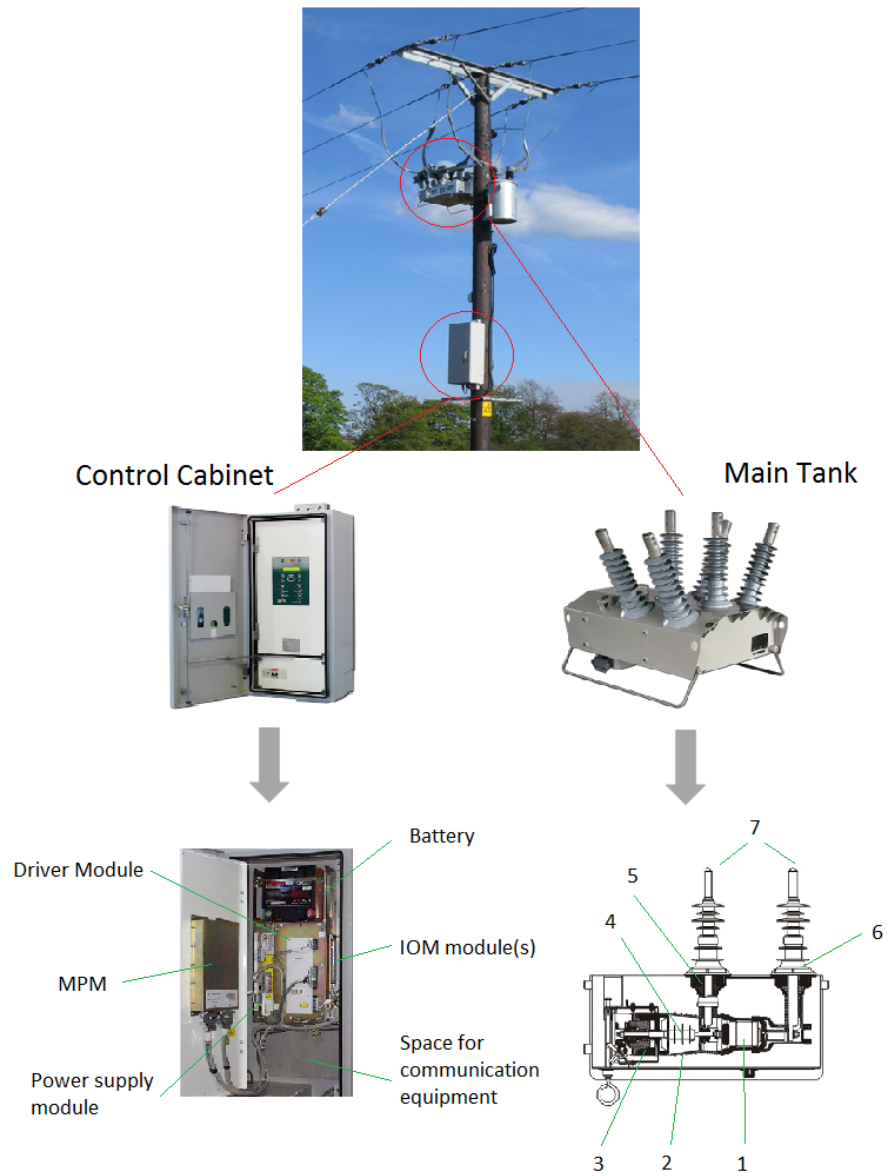 Control Cabinet
Main Tank
Battery
Driver Module
MPM
IOM module(s)
Power supply
module
Space for
communication
equipment
7
5
4
6
3
2
1